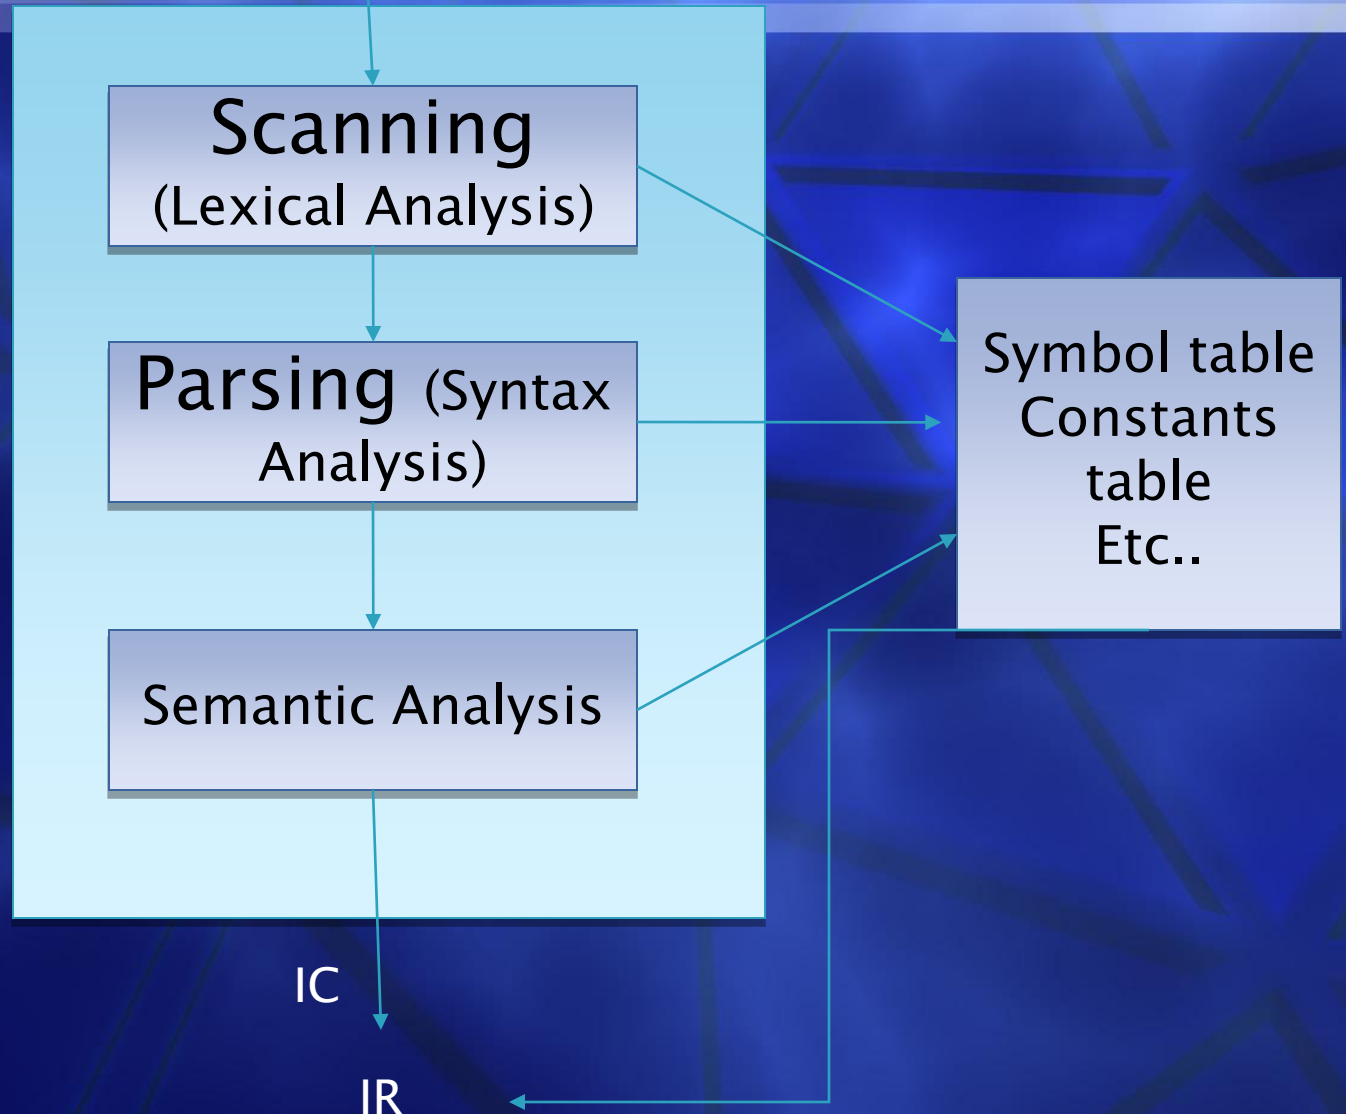 Scanning
(Lexical Analysis)
Parsing (Syntax
Analysis)
Semantic Analysis
Symbol table
Constants
table
Etc..
IC
IR